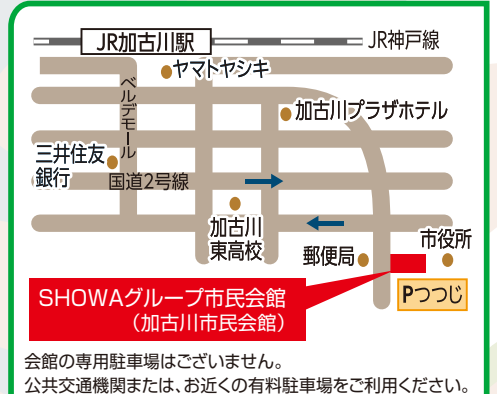 JR加古川駅
JR神戸線
ヤマトヤシキ
ベルデモール
加古川プラザホテル
三井住友
銀行
国道2号線
加古川
東高校
郵便局
市役所
Pつつじ
SHOWAグループ市民会館
(加古川市民会館)
会館の専用駐車場はございません。
公共交通機関または、お近くの有料駐車場をご利用ください。